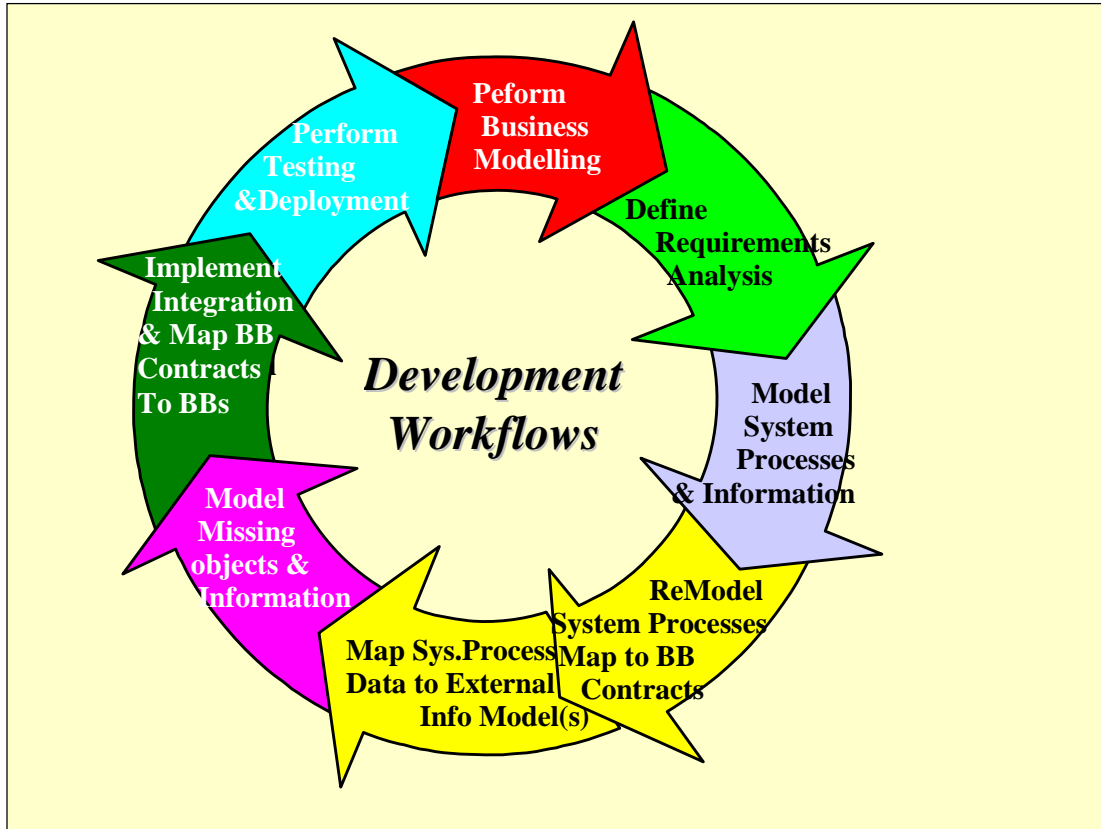 Peform
Business
Modelling
Define
Requirements
Analysis
Model
System
Processes
& Information
ReModel
System Processes
Map to BB
Contracts
Map Sys.Process
Data to External
Info Model(s)
Model
Missing
objects &
Information
Implement
Integration
& Map BB
Contracts
To BBs
Perform
Testing
&Deployment
Development
Workflows